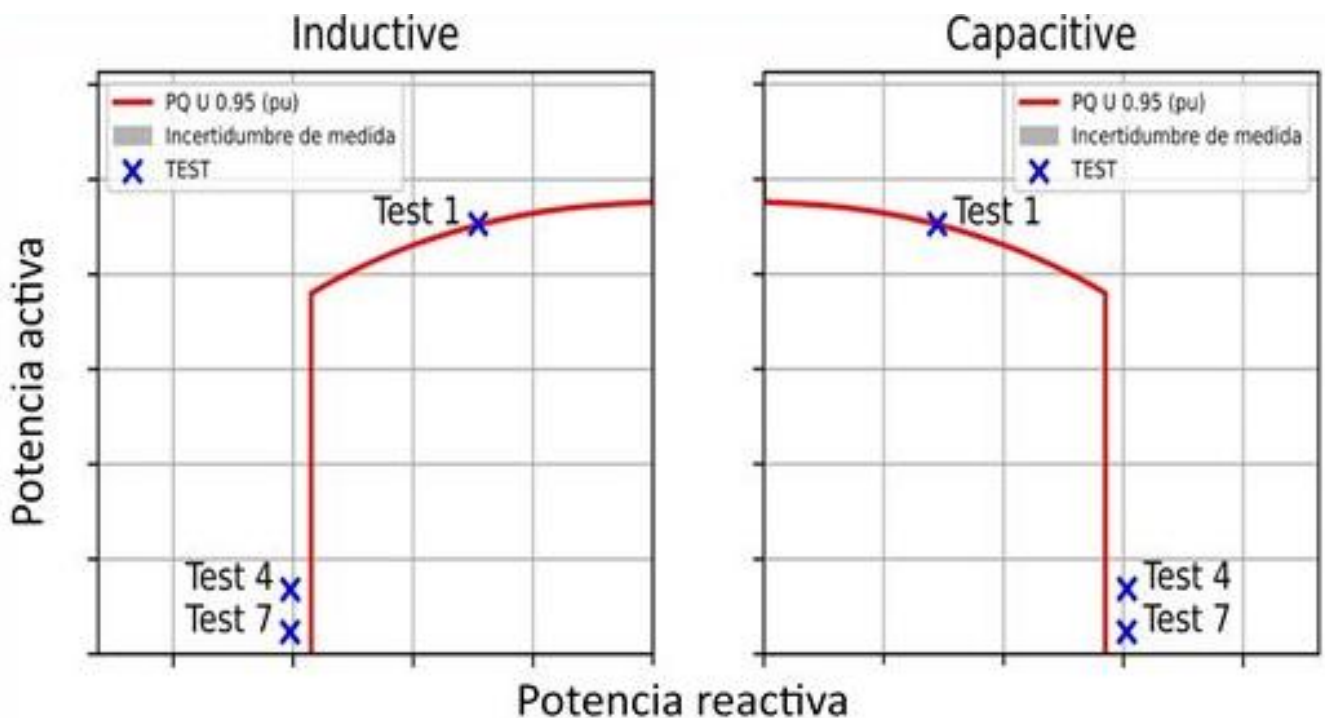 Inductive
Capacitive
PQ U 0.95 (pu)
Incertidumbre de medida
TEST
PQ U 0.95 (pu)
Incertidumbre de medida
TEST
Test 1
Test 1
Potencia activa
Test 4
Test 7
Test 4
Test 7
Potencia reactiva